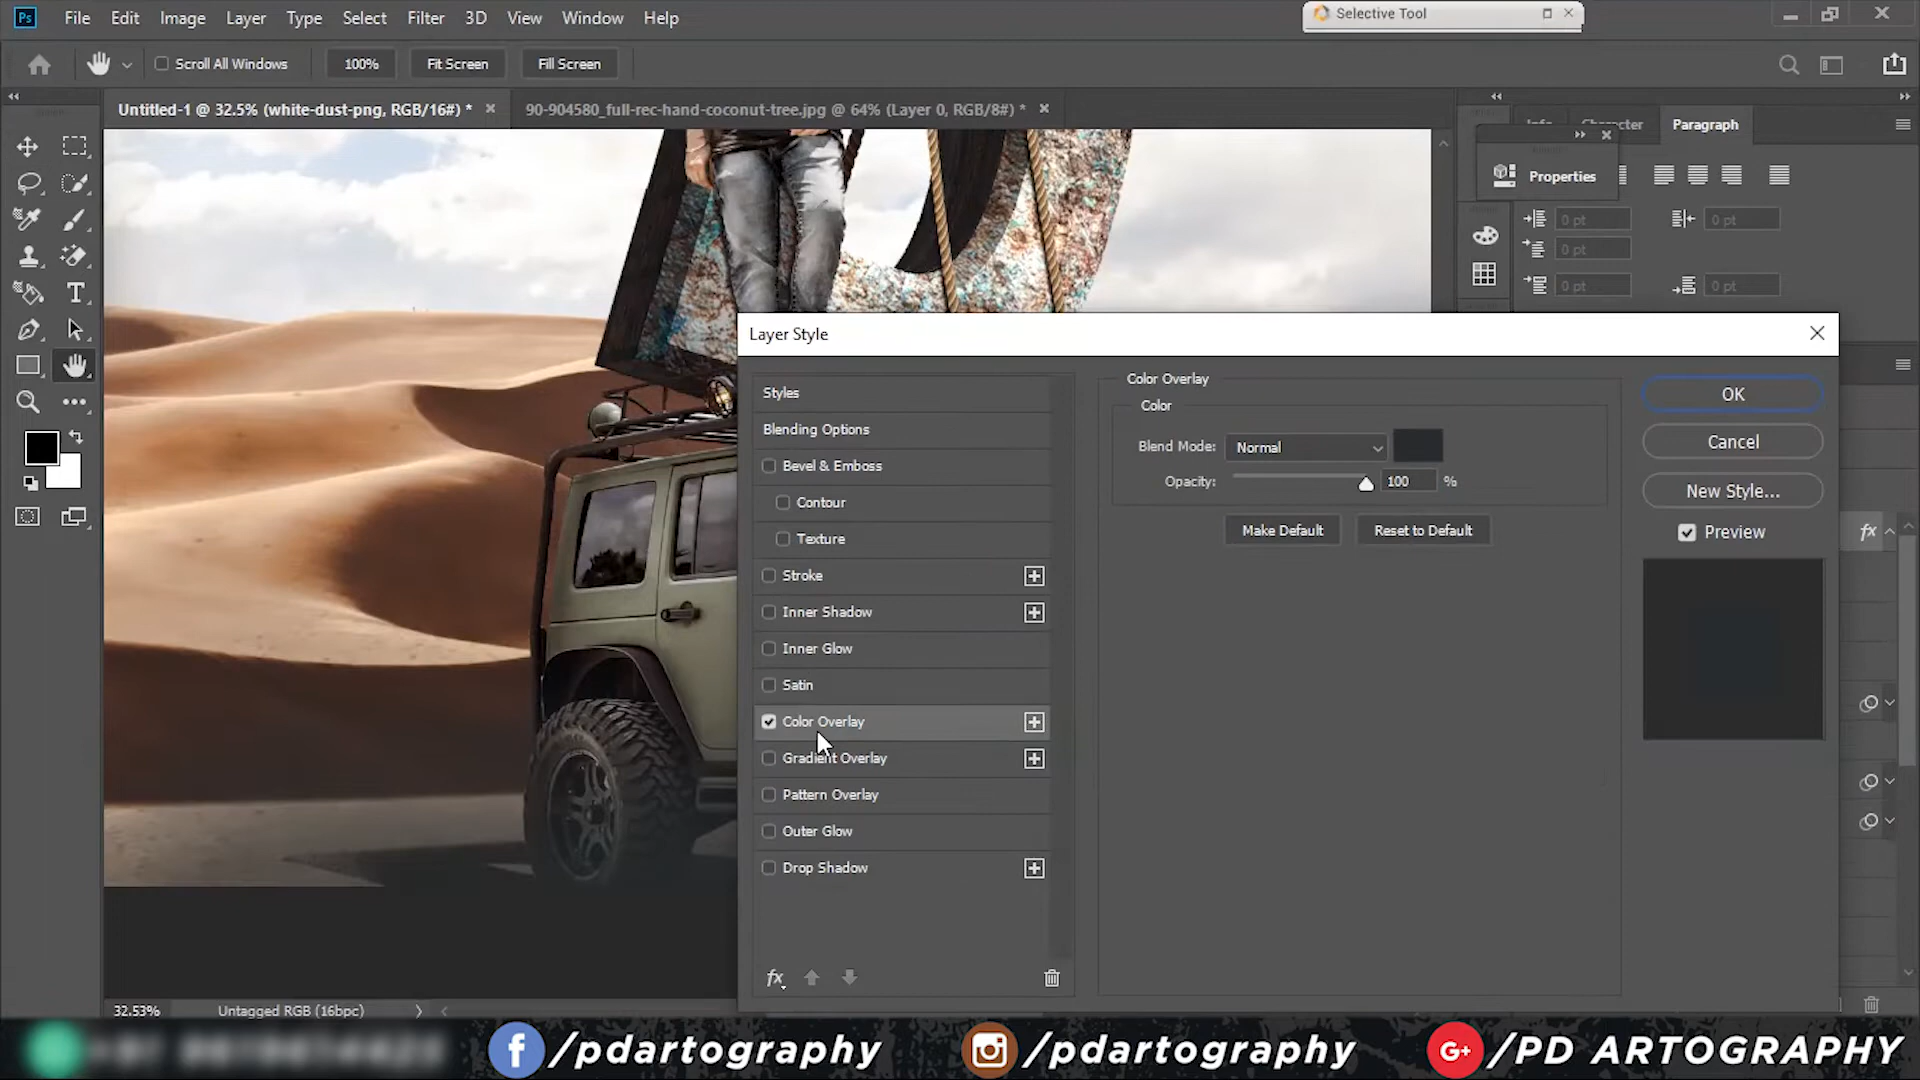 Ps File Edit Image Layer Type Select Filter 3D View Window Help
Selective Tool
Scroll All Windows 100% Fit Screen Fill Screen
Untitled-1 @ 32.5% (white-dust-png, RGB/16#) * 90-904580_full-rec-hand-coconut-tree.jpg @ 64% (Layer 0, RGB/8#) *
Character Paragraph
Properties
0 pt 0 pt
0 pt
0 pt 0 pt
Layer Style
Styles
Blending Options
Bevel & Emboss
Contour
Texture
Stroke
Inner Shadow
Inner Glow
Satin
Color Overlay
Gradient Overlay
Pattern Overlay
Outer Glow
Drop Shadow
fx
Color Overlay
Color
Blend Mode: Normal
Opacity: 100 %
Make Default Reset to Default
OK
Cancel
New Style...
Preview
fx
32.53% Untagged RGB (16bpc)
f /pdartography /pdartography G+ /PD ARTOGRAPHY